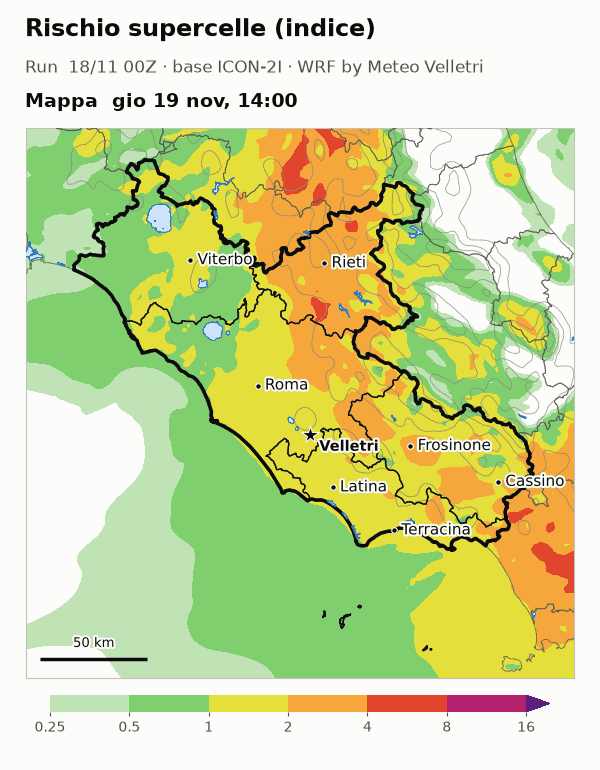 Rischio supercelle (indice)
Run 18/11 00Z · base ICON-2I · WRF by Meteo Velletri
Mappa gio 19 nov, 14:00
Viterbo
Rieti
Roma
Velletri
Frosinone
Latina
Cassino
Terracina
50 km
0.25 0.5 1 2 4 8 16